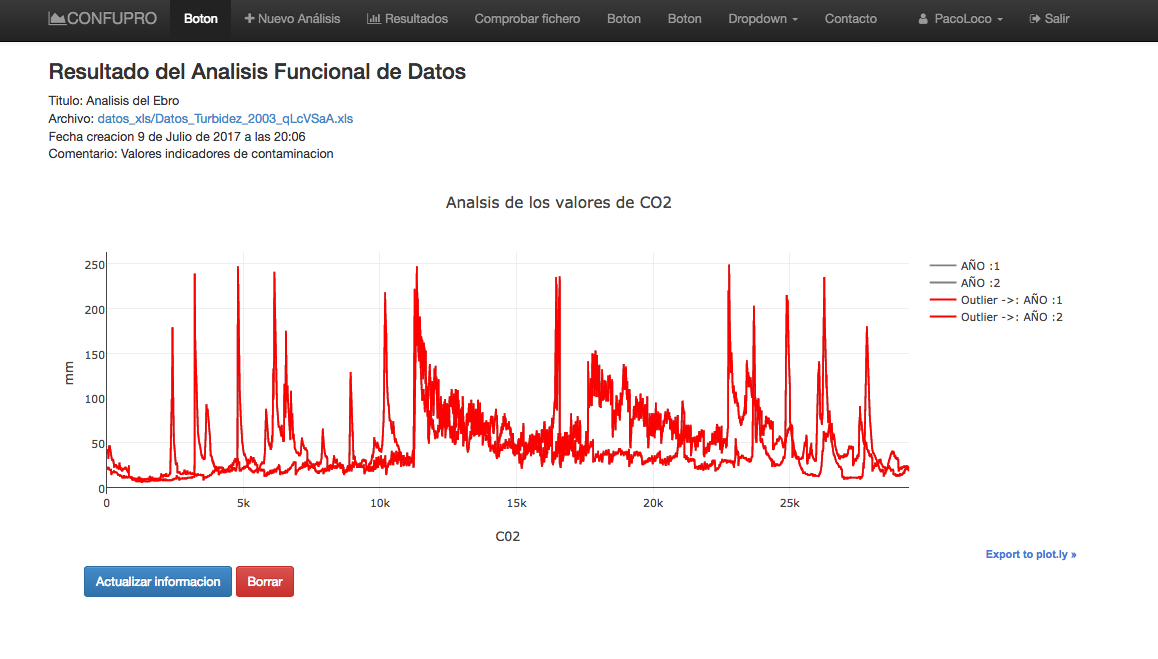 CONFUPRO Boton Nuevo Análisis Resultados Comprobar fichero Boton Boton Dropdown Contacto PacoLoco Salir
Resultado del Analisis Funcional de Datos
Titulo: Analisis del Ebro
Archivo: datos_xls/Datos_Turbidez_2003_qLcVSaA.xls
Fecha creacion 9 de Julio de 2017 a las 20:06
Comentario: Valores indicadores de contaminacion
Analsis de los valores de CO2
250
200
150
100
50
0
mm
0 5k 10k 15k 20k 25k
C02
AÑO :1
AÑO :2
Outlier ->: AÑO :1
Outlier ->: AÑO :2
Export to plot.ly »
Actualizar informacion Borrar